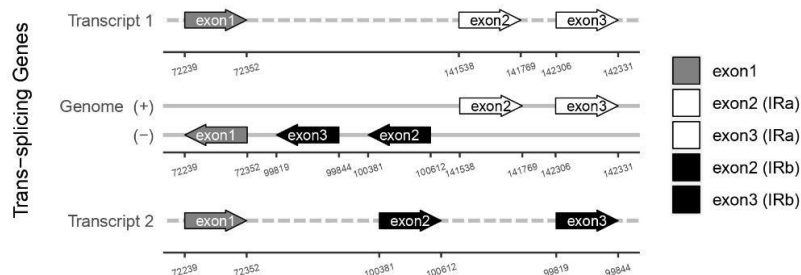 Trans-splicing Genes
Transcript 1 exon1 exon2 exon3
72239 72352 141538 141769 142306 142331
Genome (+) exon2 exon3
(−) exon1 exon3 exon2
72239 72352 99819 99844 100381 100612 141538 141769 142306 142331
Transcript 2 exon1 exon2 exon3
72239 72352 100381 100612 99819 99844
exon1
exon2 (IRa)
exon3 (IRa)
exon2 (IRb)
exon3 (IRb)